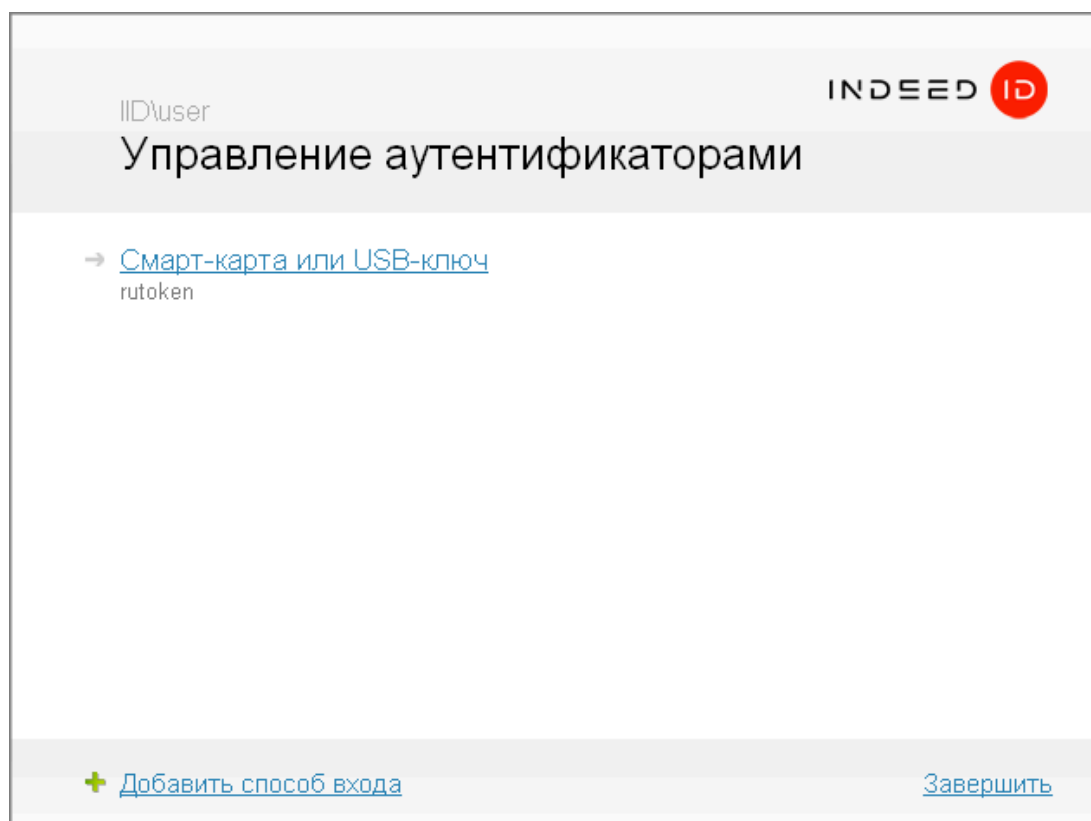 INDEED ID
IID\user
Управление аутентификаторами
Смарт-карта или USB-ключ
rutoken
Добавить способ входа
Завершить